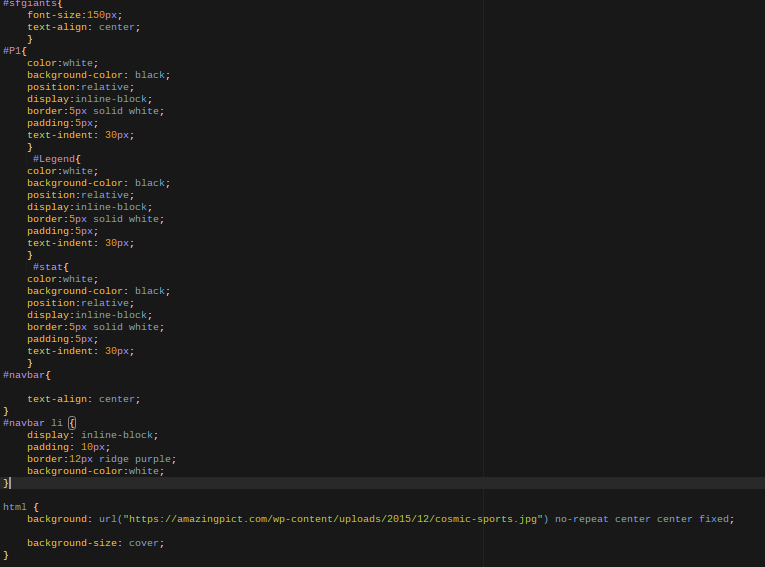 #sfgiants{
font-size:150px;
text-align: center;
}
#P1{
color:white;
background-color: black;
position:relative;
display:inline-block;
border:5px solid white;
padding:5px;
text-indent: 30px;
}
#Legend{
color:white;
background-color: black;
position:relative;
display:inline-block;
border:5px solid white;
padding:5px;
text-indent: 30px;
}
#stat{
color:white;
background-color: black;
position:relative;
display:inline-block;
border:5px solid white;
padding:5px;
text-indent: 30px;
}
#navbar{
text-align: center;
}
#navbar li {
display: inline-block;
padding: 10px;
border:12px ridge purple;
background-color:white;
}
html {
background: url("https://amazingpict.com/wp-content/uploads/2015/12/cosmic-sports.jpg") no-repeat center center fixed;
background-size: cover;
}